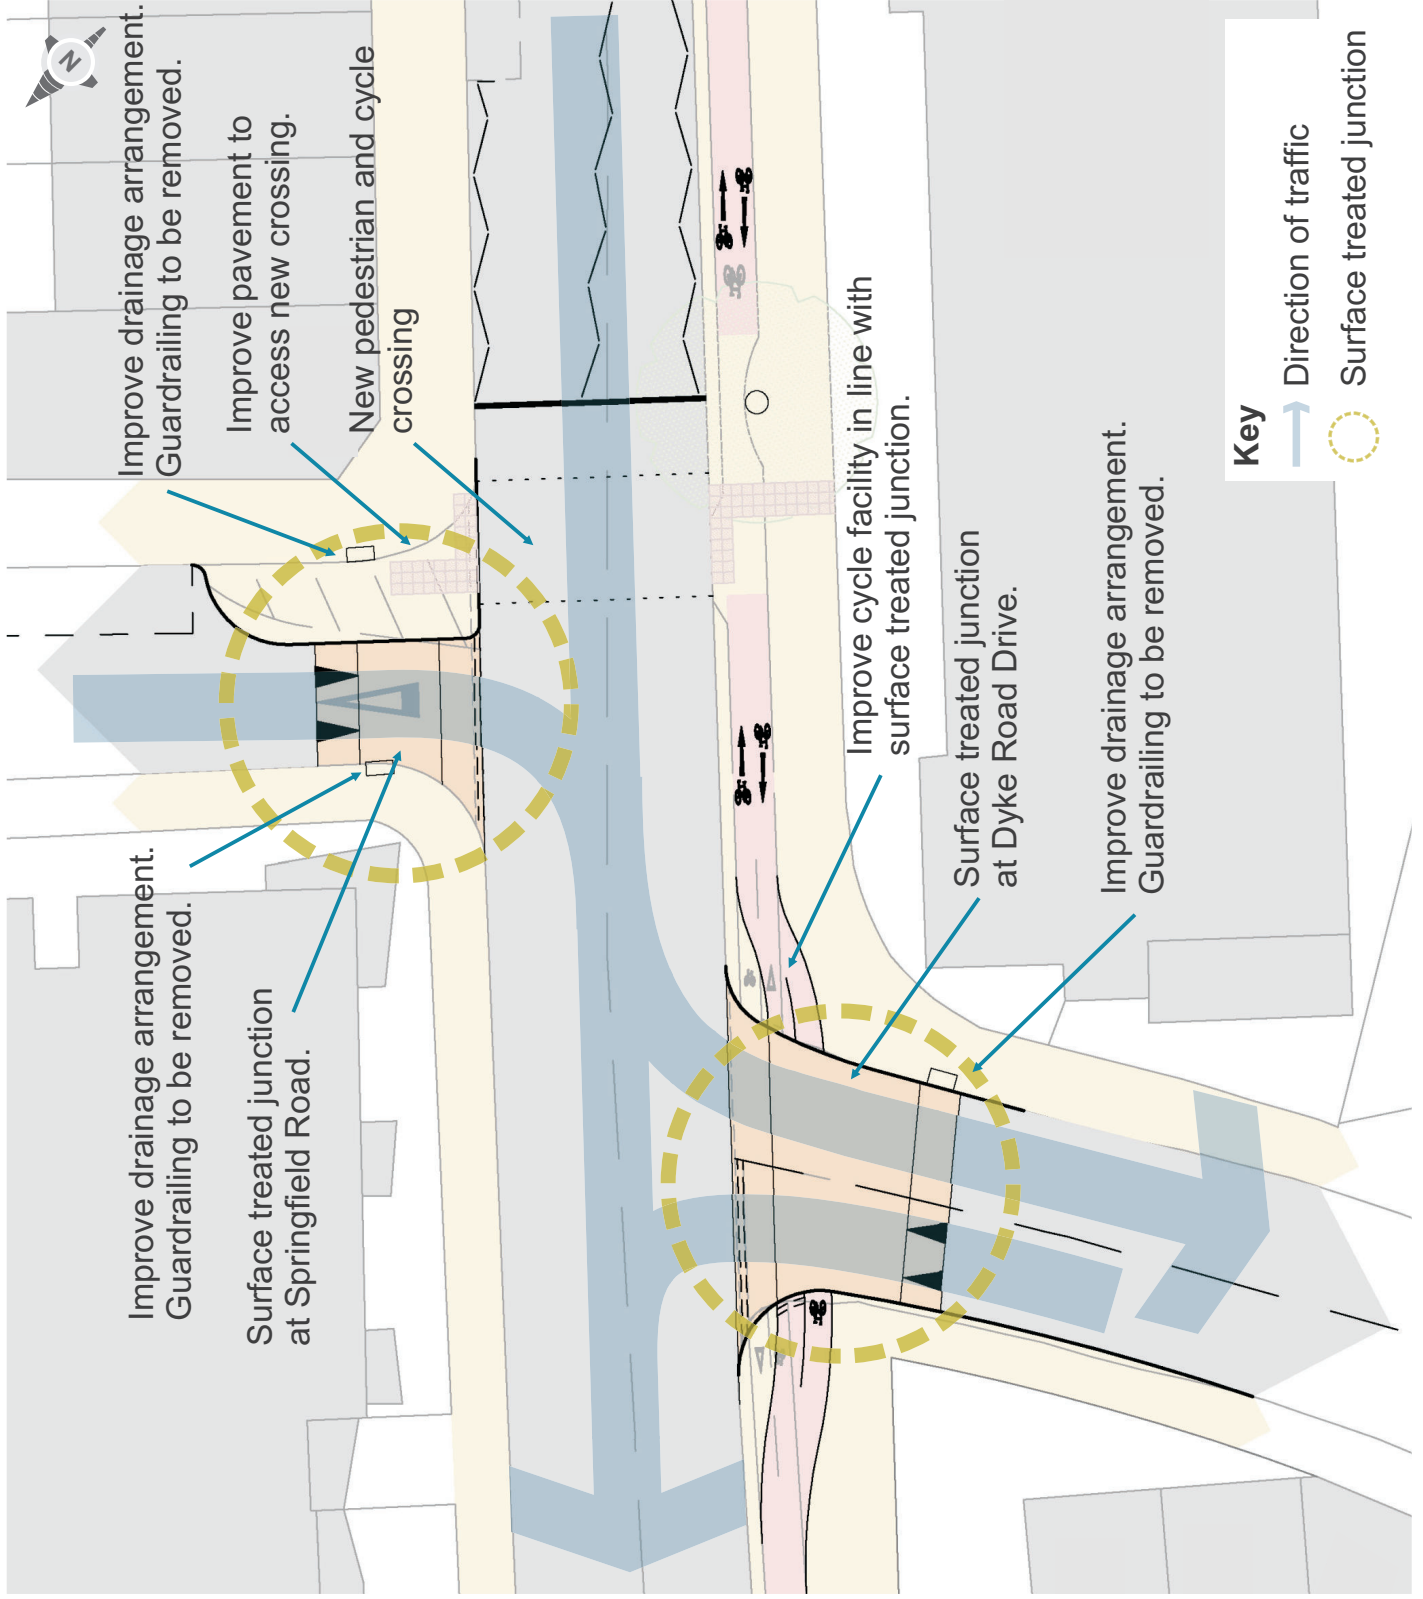 Improve drainage arrangement.
Guardrailing to be removed.
Surface treated junction
at Springfield Road.
Improve drainage arrangement.
Guardrailing to be removed.
Improve pavement to
access new crossing.
New pedestrian and cycle
crossing
N
Improve cycle facility in line with
surface treated junction.
Surface treated junction
at Dyke Road Drive.
Improve drainage arrangement.
Guardrailing to be removed.
Key
Direction of traffic
Surface treated junction